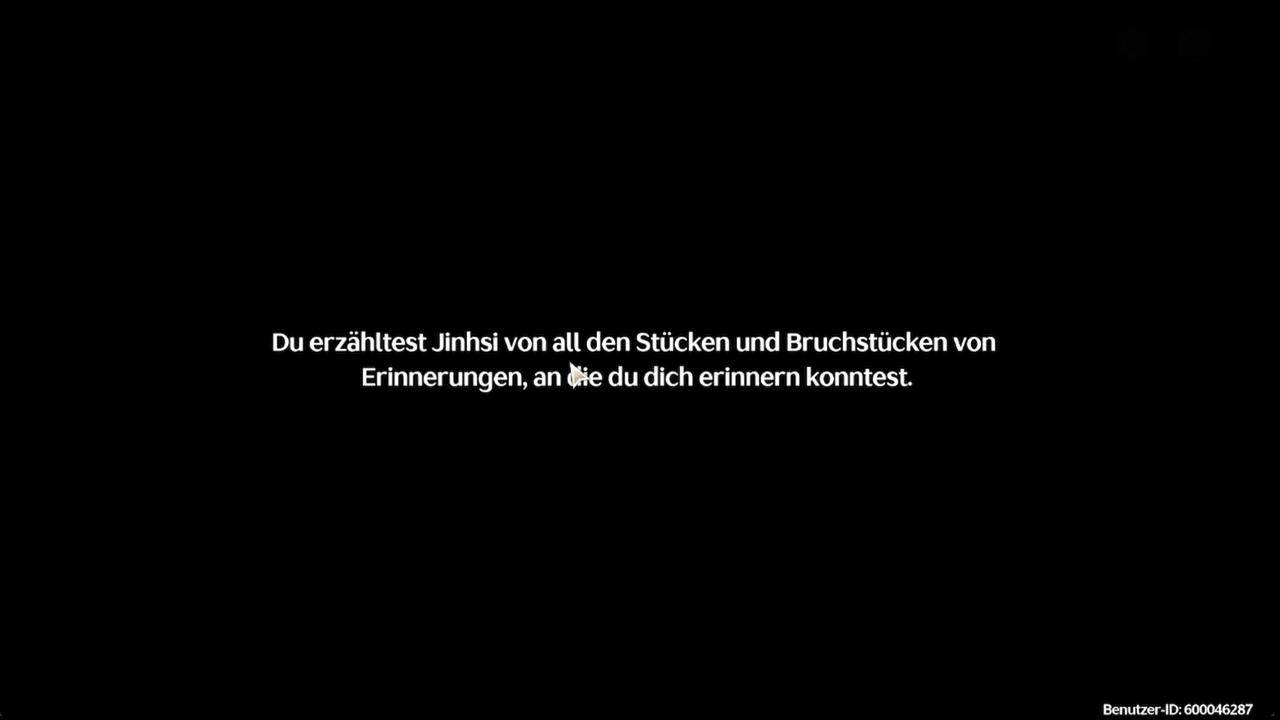 Du erzähltest Jinhsi von all den Stücken und Bruchstücken von
Erinnerungen, an die du dich erinnern konntest.
Benutzer-ID: 600046287